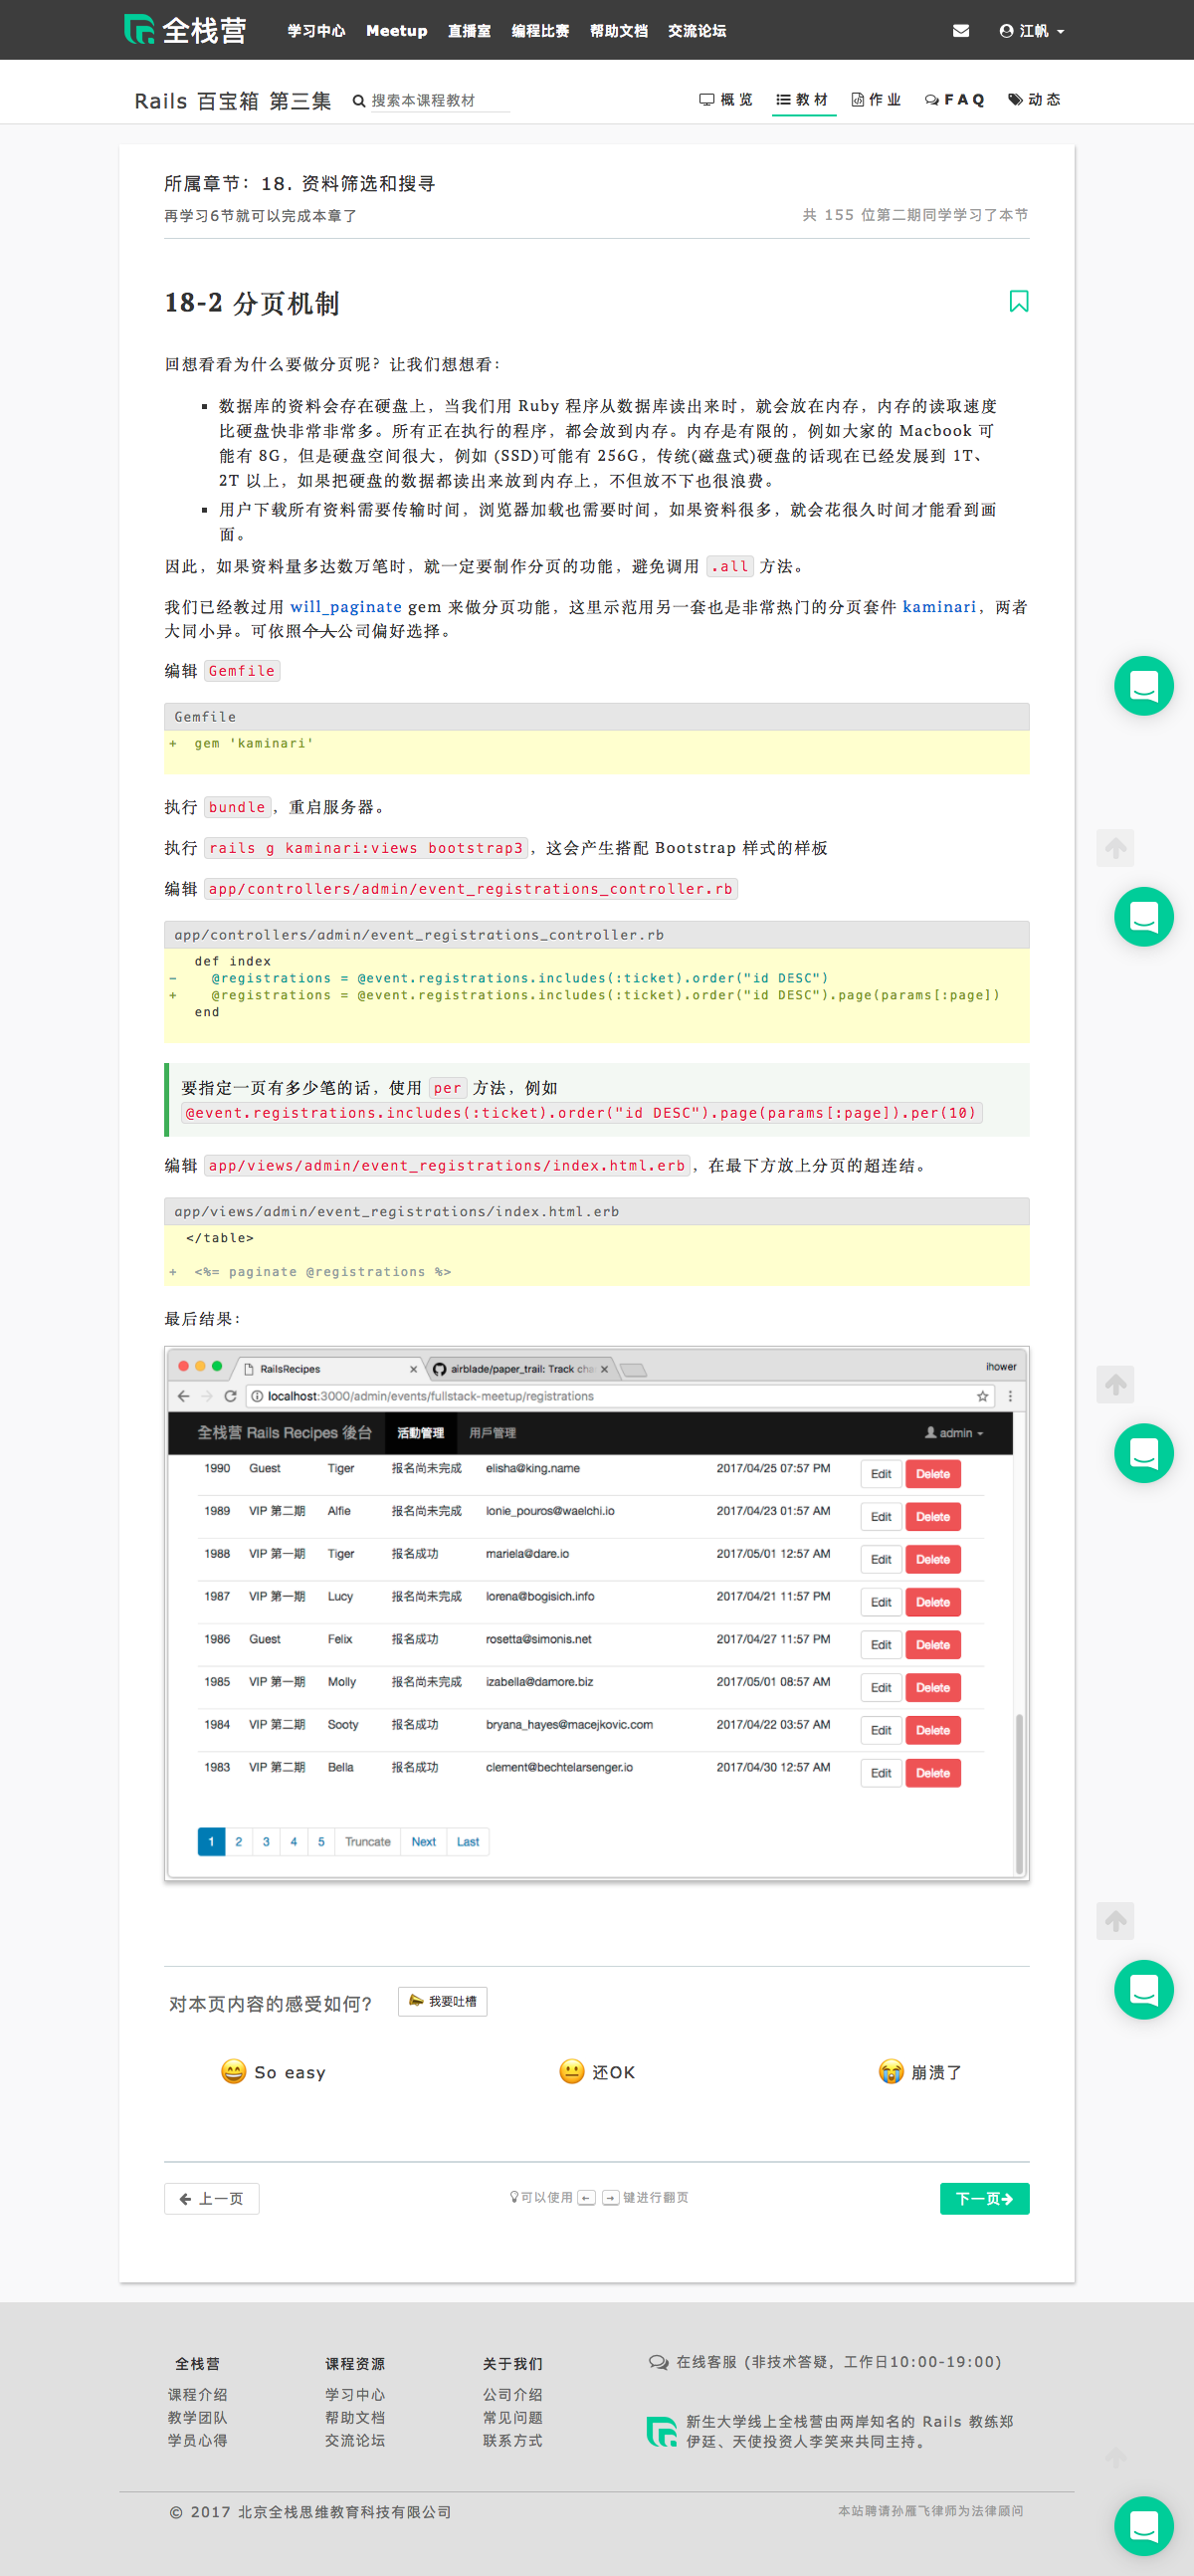 全栈营 学习中心 Meetup 直播室 编程比赛 帮助文档 交流论坛 江帆
Rails 百宝箱 第三集 搜索本课程教材 概览 教材 作业 FAQ 动态
所属章节：18. 资料筛选和搜寻
再学习6节就可以完成本章了 共 155 位第二期同学学习了本节
18-2 分页机制
回想看看为什么要做分页呢？让我们想想看：
▪ 数据库的资料会存在硬盘上，当我们用 Ruby 程序从数据库读出来时，就会放在内存，内存的读取速度
比硬盘快非常非常多。所有正在执行的程序，都会放到内存。内存是有限的，例如大家的 Macbook 可
能有 8G，但是硬盘空间很大，例如 (SSD)可能有 256G，传统(磁盘式)硬盘的话现在已经发展到 1T、
2T 以上，如果把硬盘的数据都读出来放到内存上，不但放不下也很浪费。
▪ 用户下载所有资料需要传输时间，浏览器加载也需要时间，如果资料很多，就会花很久时间才能看到画
面。
因此，如果资料量多达数万笔时，就一定要制作分页的功能，避免调用 .all 方法。
我们已经教过用 will_paginate gem 来做分页功能，这里示范用另一套也是非常热门的分页套件 kaminari，两者
大同小异。可依照个人公司偏好选择。
编辑 Gemfile
Gemfile
+ gem 'kaminari'
执行 bundle，重启服务器。
执行 rails g kaminari:views bootstrap3，这会产生搭配 Bootstrap 样式的样板
编辑 app/controllers/admin/event_registrations_controller.rb
app/controllers/admin/event_registrations_controller.rb
def index
- @registrations = @event.registrations.includes(:ticket).order("id DESC")
+ @registrations = @event.registrations.includes(:ticket).order("id DESC").page(params[:page])
end
要指定一页有多少笔的话，使用 per 方法，例如
@event.registrations.includes(:ticket).order("id DESC").page(params[:page]).per(10)
编辑 app/views/admin/event_registrations/index.html.erb，在最下方放上分页的超连结。
app/views/admin/event_registrations/index.html.erb
</table>
+ <%= paginate @registrations %>
最后结果：
RailsRecipes airblade/paper_trail: Track cha ihower
localhost:3000/admin/events/fullstack-meetup/registrations
全栈营 Rails Recipes 後台 活動管理 用戶管理 admin
1990 Guest Tiger 报名尚未完成 elisha@king.name 2017/04/25 07:57 PM Edit Delete
1989 VIP 第二期 Alfie 报名尚未完成 lonie_pouros@waelchi.io 2017/04/23 01:57 AM Edit Delete
1988 VIP 第一期 Tiger 报名成功 mariela@dare.io 2017/05/01 12:57 AM Edit Delete
1987 VIP 第一期 Lucy 报名尚未完成 lorena@bogisich.info 2017/04/21 11:57 PM Edit Delete
1986 Guest Felix 报名成功 rosetta@simonis.net 2017/04/27 11:57 PM Edit Delete
1985 VIP 第一期 Molly 报名尚未完成 izabella@damore.biz 2017/05/01 08:57 AM Edit Delete
1984 VIP 第二期 Sooty 报名成功 bryana_hayes@macejkovic.com 2017/04/22 03:57 AM Edit Delete
1983 VIP 第二期 Bella 报名成功 clement@bechtelarsenger.io 2017/04/30 12:57 AM Edit Delete
1 2 3 4 5 Truncate Next Last
对本页内容的感受如何？ 我要吐槽
So easy 还OK 崩溃了
← 上一页 可以使用 ← → 键进行翻页 下一页→
全栈营 课程资源 关于我们 在线客服 (非技术答疑，工作日10:00-19:00)
课程介绍 学习中心 公司介绍
教学团队 帮助文档 常见问题 新生大学线上全栈营由两岸知名的 Rails 教练郑
学员心得 交流论坛 联系方式 伊廷、天使投资人李笑来共同主持。
© 2017 北京全栈思维教育科技有限公司 本站聘请孙雁飞律师为法律顾问